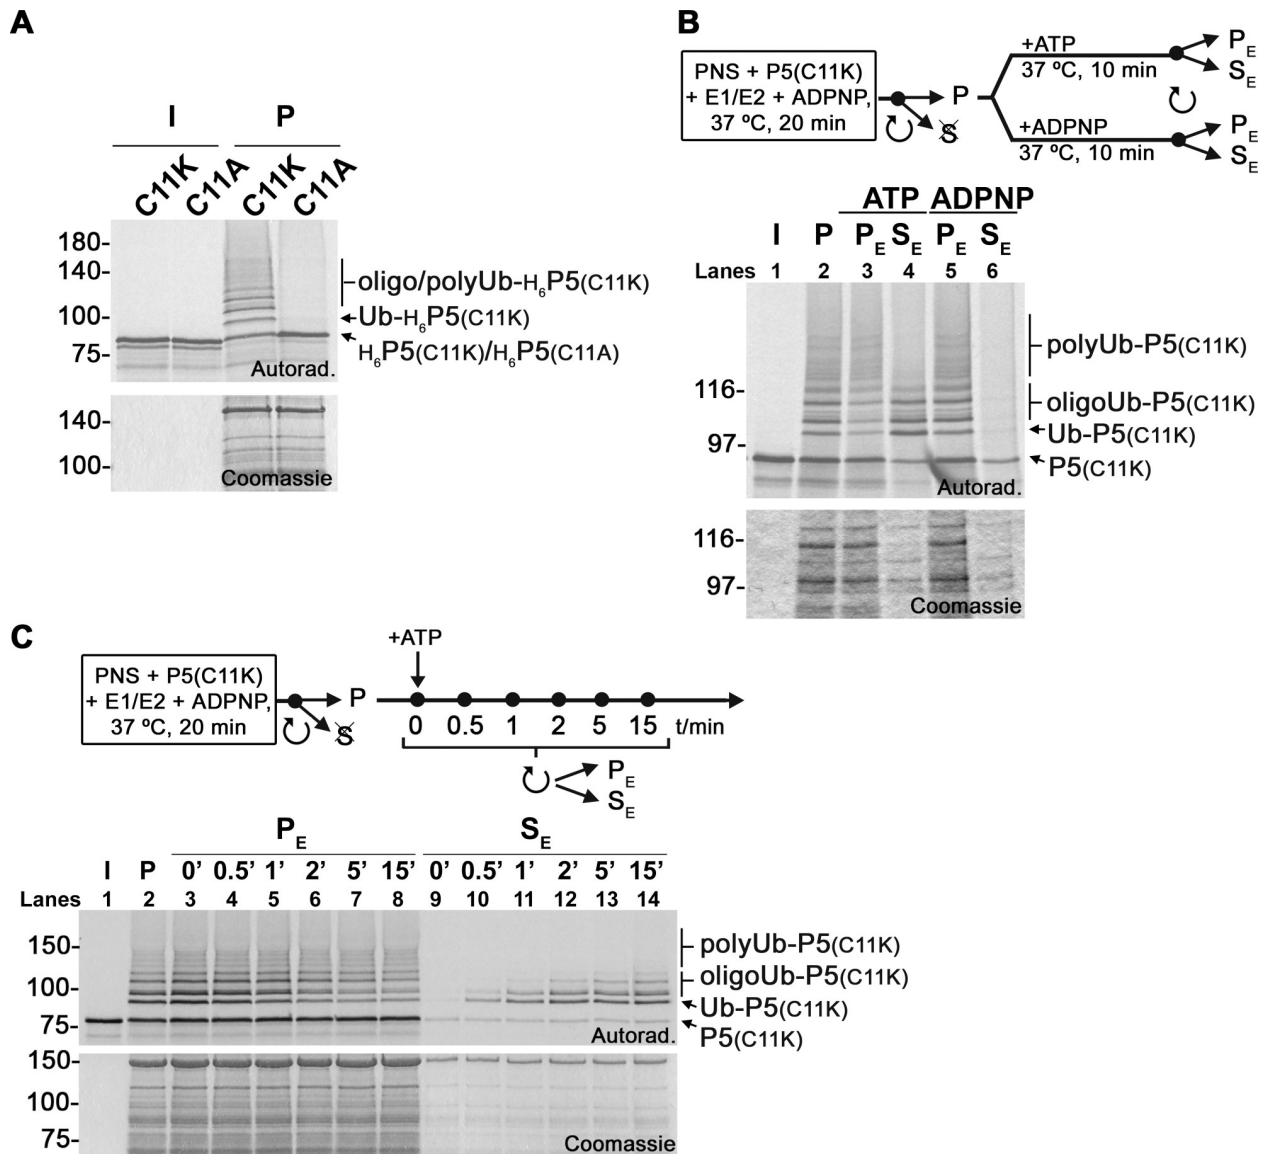 A
I P
C11K C11A C11K C11A
180-
140-
100-
75-
oligo/polyUb-H6P5(C11K)
Ub-H6P5(C11K)
H6P5(C11K)/H6P5(C11A)
Autorad.
140-
100-
Coomassie
B
PNS + P5(C11K)
+ E1/E2 + ADPNP,
37 ºC, 20 min
P
S
+ATP
37 ºC, 10 min
PE
SE
+ADPNP
37 ºC, 10 min
PE
SE
ATP ADPNP
I P PE SE PE SE
Lanes 1 2 3 4 5 6
116-
97-
polyUb-P5(C11K)
oligoUb-P5(C11K)
Ub-P5(C11K)
P5(C11K)
Autorad.
116-
97-
Coomassie
C
PNS + P5(C11K)
+ E1/E2 + ADPNP,
37 ºC, 20 min
P
S
+ATP
0 0.5 1 2 5 15 t/min
PE
SE
PE SE
I P 0’ 0.5’ 1’ 2’ 5’ 15’ 0’ 0.5’ 1’ 2’ 5’ 15’
Lanes 1 2 3 4 5 6 7 8 9 10 11 12 13 14
150-
100-
75-
polyUb-P5(C11K)
oligoUb-P5(C11K)
Ub-P5(C11K)
P5(C11K)
Autorad.
150-
100-
75-
Coomassie